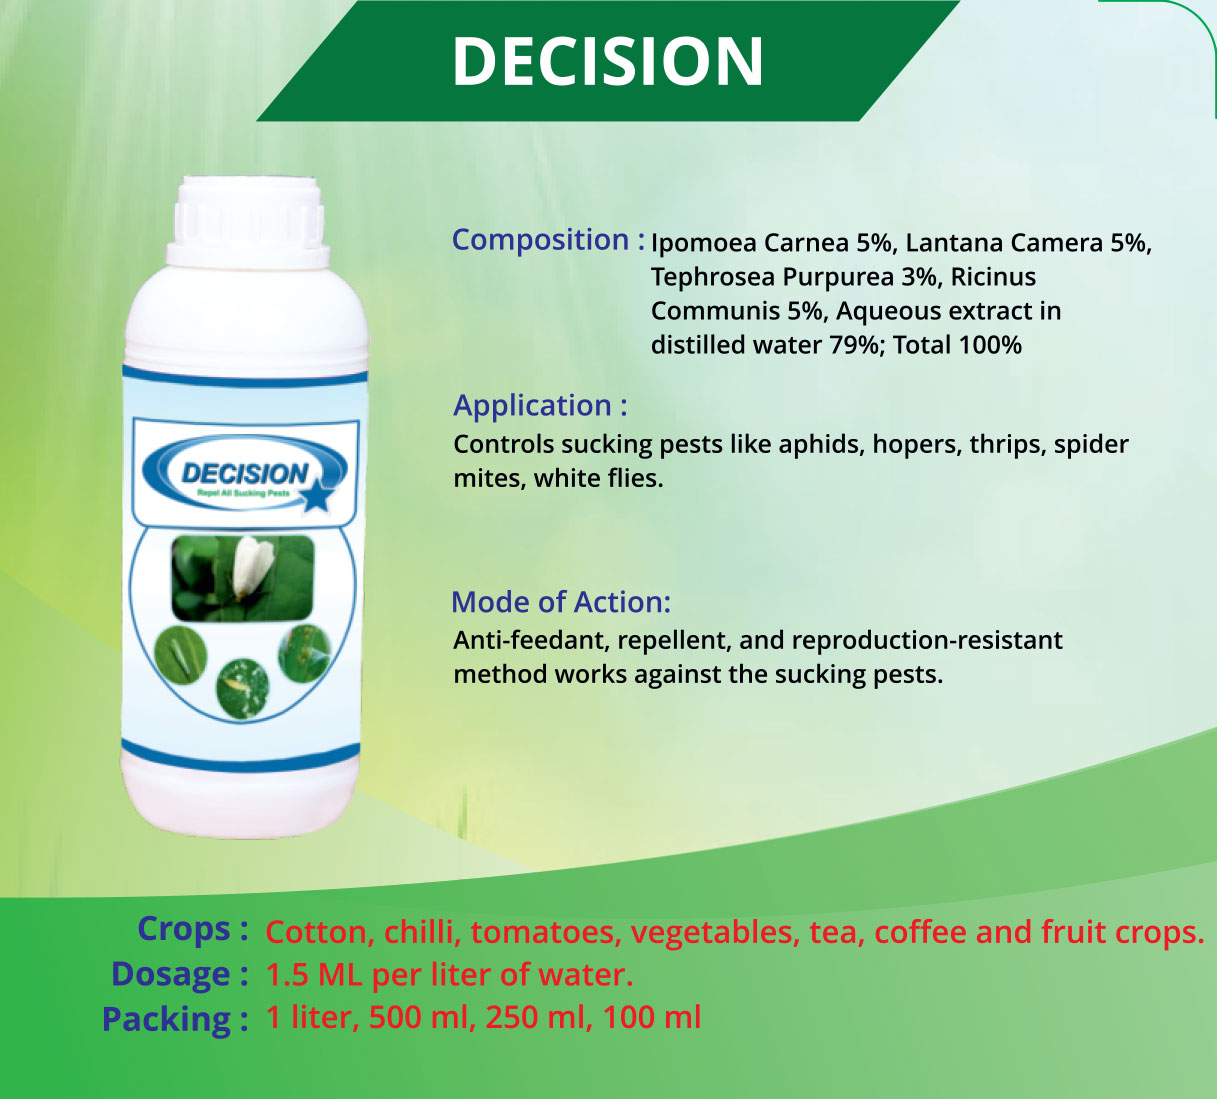 DECISION
Composition : Ipomoea Carnea 5%, Lantana Camera 5%,
Tephrosea Purpurea 3%, Ricinus
Communis 5%, Aqueous extract in
distilled water 79%; Total 100%
Application :
Controls sucking pests like aphids, hopers, thrips, spider
mites, white flies.
DECISION
Repel All Sucking Pests
Mode of Action:
Anti-feedant, repellent, and reproduction-resistant
method works against the sucking pests.
Crops : Cotton, chilli, tomatoes, vegetables, tea, coffee and fruit crops.
Dosage : 1.5 ML per liter of water.
Packing : 1 liter, 500 ml, 250 ml, 100 ml